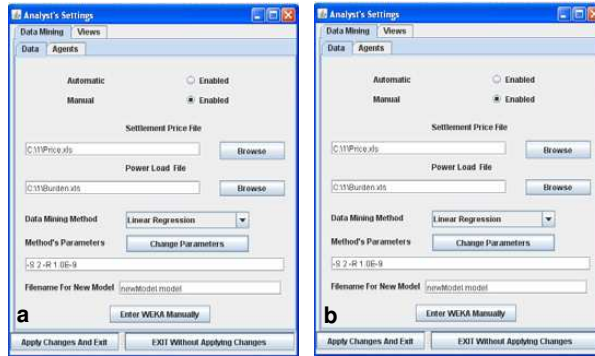 Analyst's Settings
Data Mining Views
Data Agents
Automatic Enabled
Manual Enabled
Settlement Price File
C:\1\Price.xls Browse
Power Load File
C:\1\Burden.xls Browse
Data Mining Method Linear Regression
Method's Parameters Change Parameters
-S 2 -R 1.0E-9
Filename For New Model newModel.model
a Enter WEKA Manually
Apply Changes And Exit EXIT Without Applying Changes
Analyst's Settings
Data Mining Views
Data Agents
Automatic Enabled
Manual Enabled
Settlement Price File
C:\1\Price.xls Browse
Power Load File
C:\1\Burden.xls Browse
Data Mining Method Linear Regression
Method's Parameters Change Parameters
-S 2 -R 1.0E-9
Filename For New Model newModel.model
b Enter WEKA Manually
Apply Changes And Exit EXIT Without Applying Changes